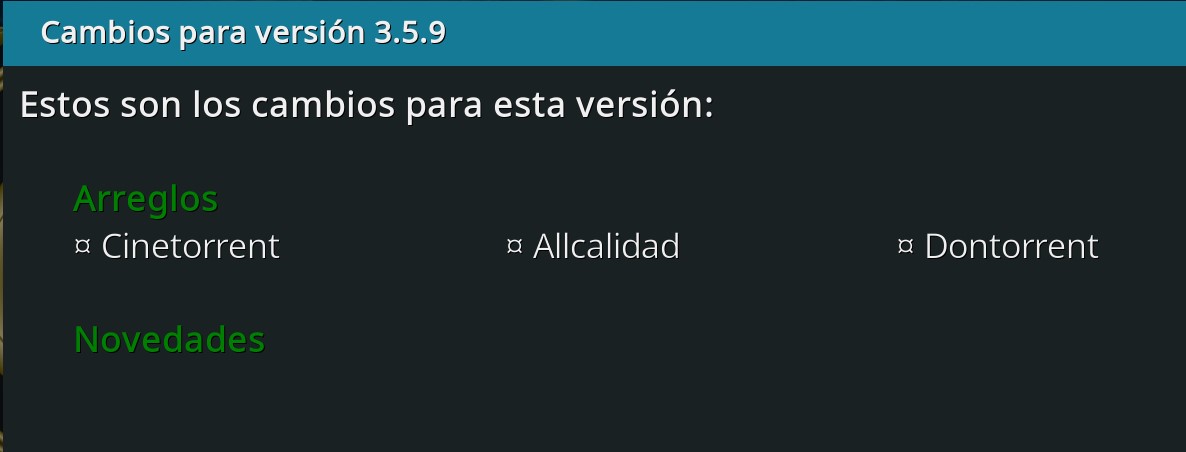 Cambios para versión 3.5.9
Estos son los cambios para esta versión:
Arreglos
¤ Cinetorrent ¤ Allcalidad ¤ Dontorrent
Novedades